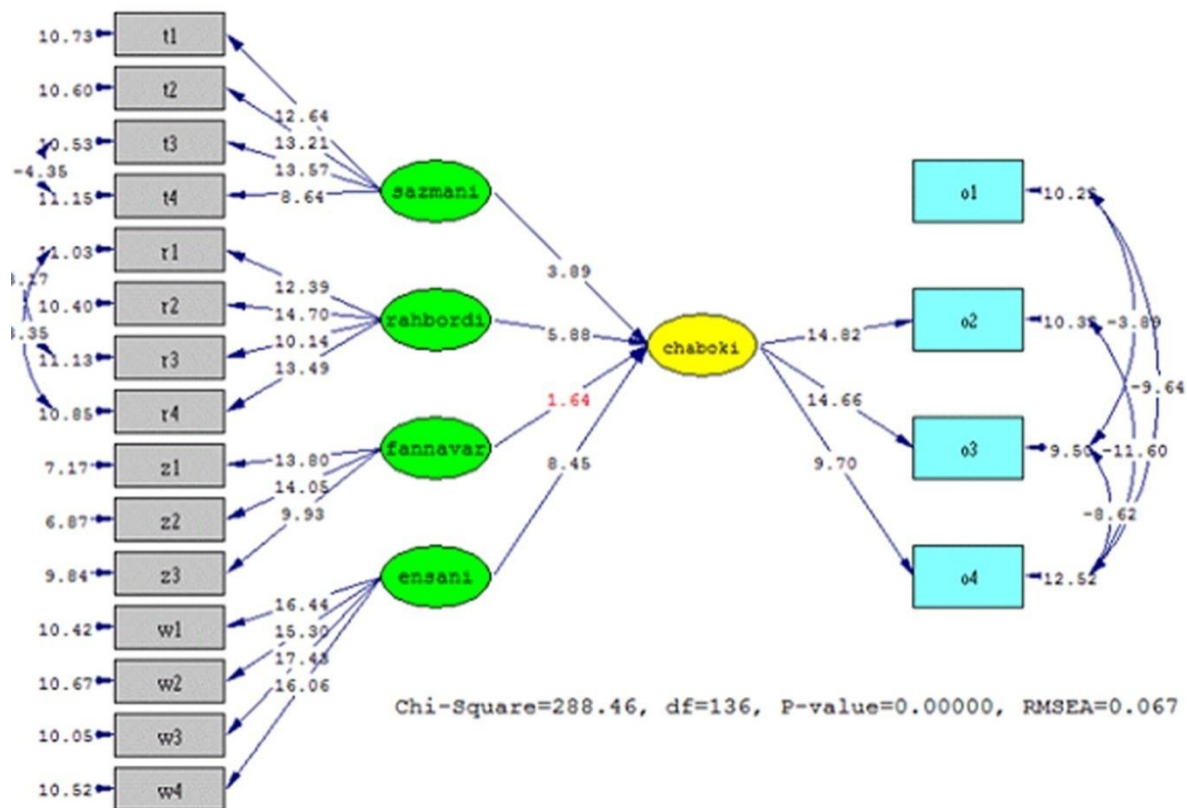 10.73 t1
10.60 t2
12.64
10.53 t3
13.21
-4.35
13.57
11.15 t4
8.64
sazmani
o1 10.25
11.03 r1
3.89
12.39
10.40 r2
14.70
rahbordi
5.88
14.82
o2 10.38
-3.89
10.14
11.13 r3
13.49
chaboki
-9.64
10.85 r4
1.64
14.66
7.17 z1
13.80
fannavar
8.45
9.70
o3 9.50
-11.60
14.05
6.87 z2
9.93
-8.62
9.84 z3
ensani
o4 12.52
16.44
10.42 w1
15.30
17.43
10.67 w2
16.06
Chi-Square=288.46, df=136, P-value=0.00000, RMSEA=0.067
10.05 w3
10.52 w4